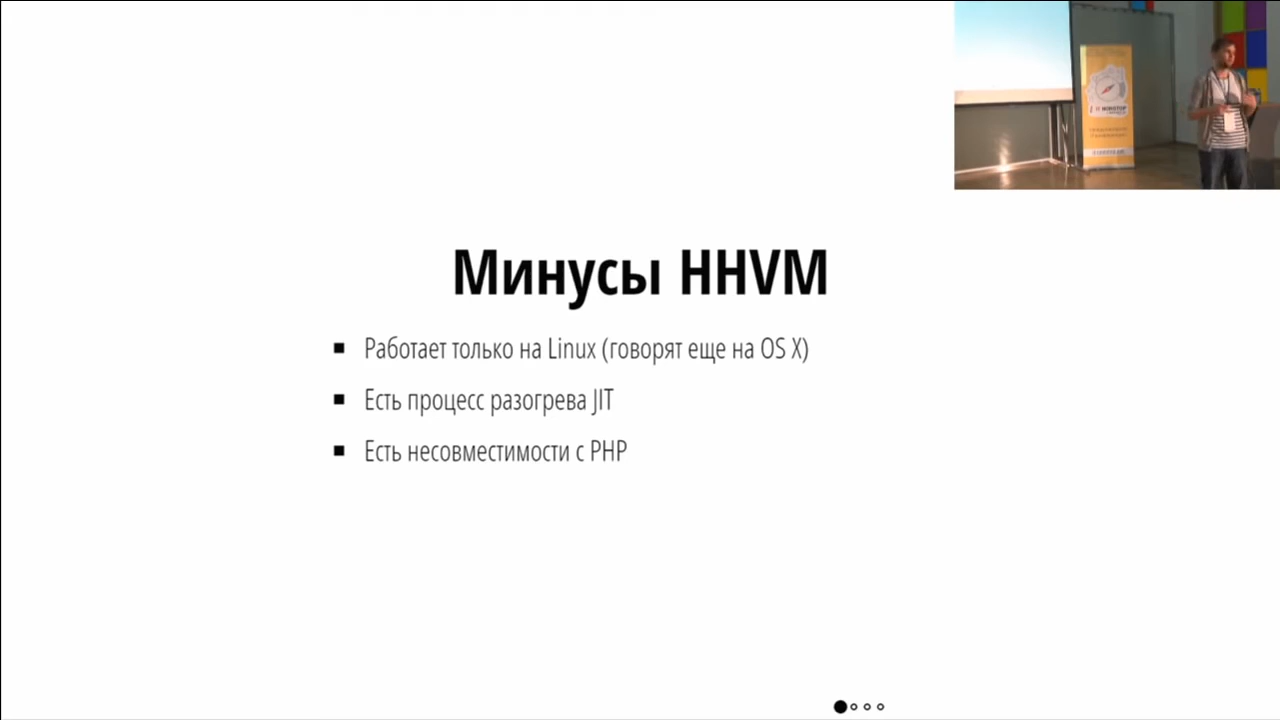 Минусы HHVM
Работает только на Linux (говорят еще на OS X)
Есть процесс разогрева JIT
Есть несовместимости с PHP